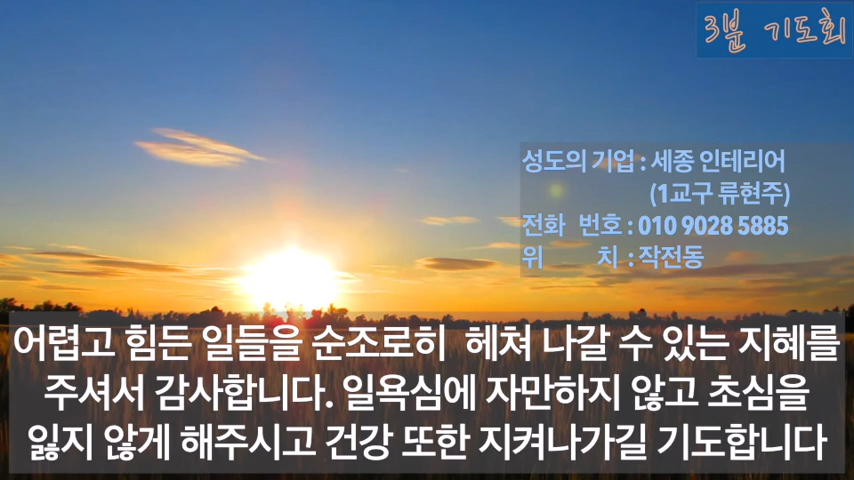 3분 기도회
성도의 기업 : 세종 인테리어
(1교구 류현주)
전화 번호 : 010 9028 5885
위 치 : 작전동
어렵고 힘든 일들을 순조로히 헤쳐 나갈 수 있는 지혜를
주셔서 감사합니다. 일욕심에 자만하지 않고 초심을
잃지 않게 해주시고 건강 또한 지켜나가길 기도합니다